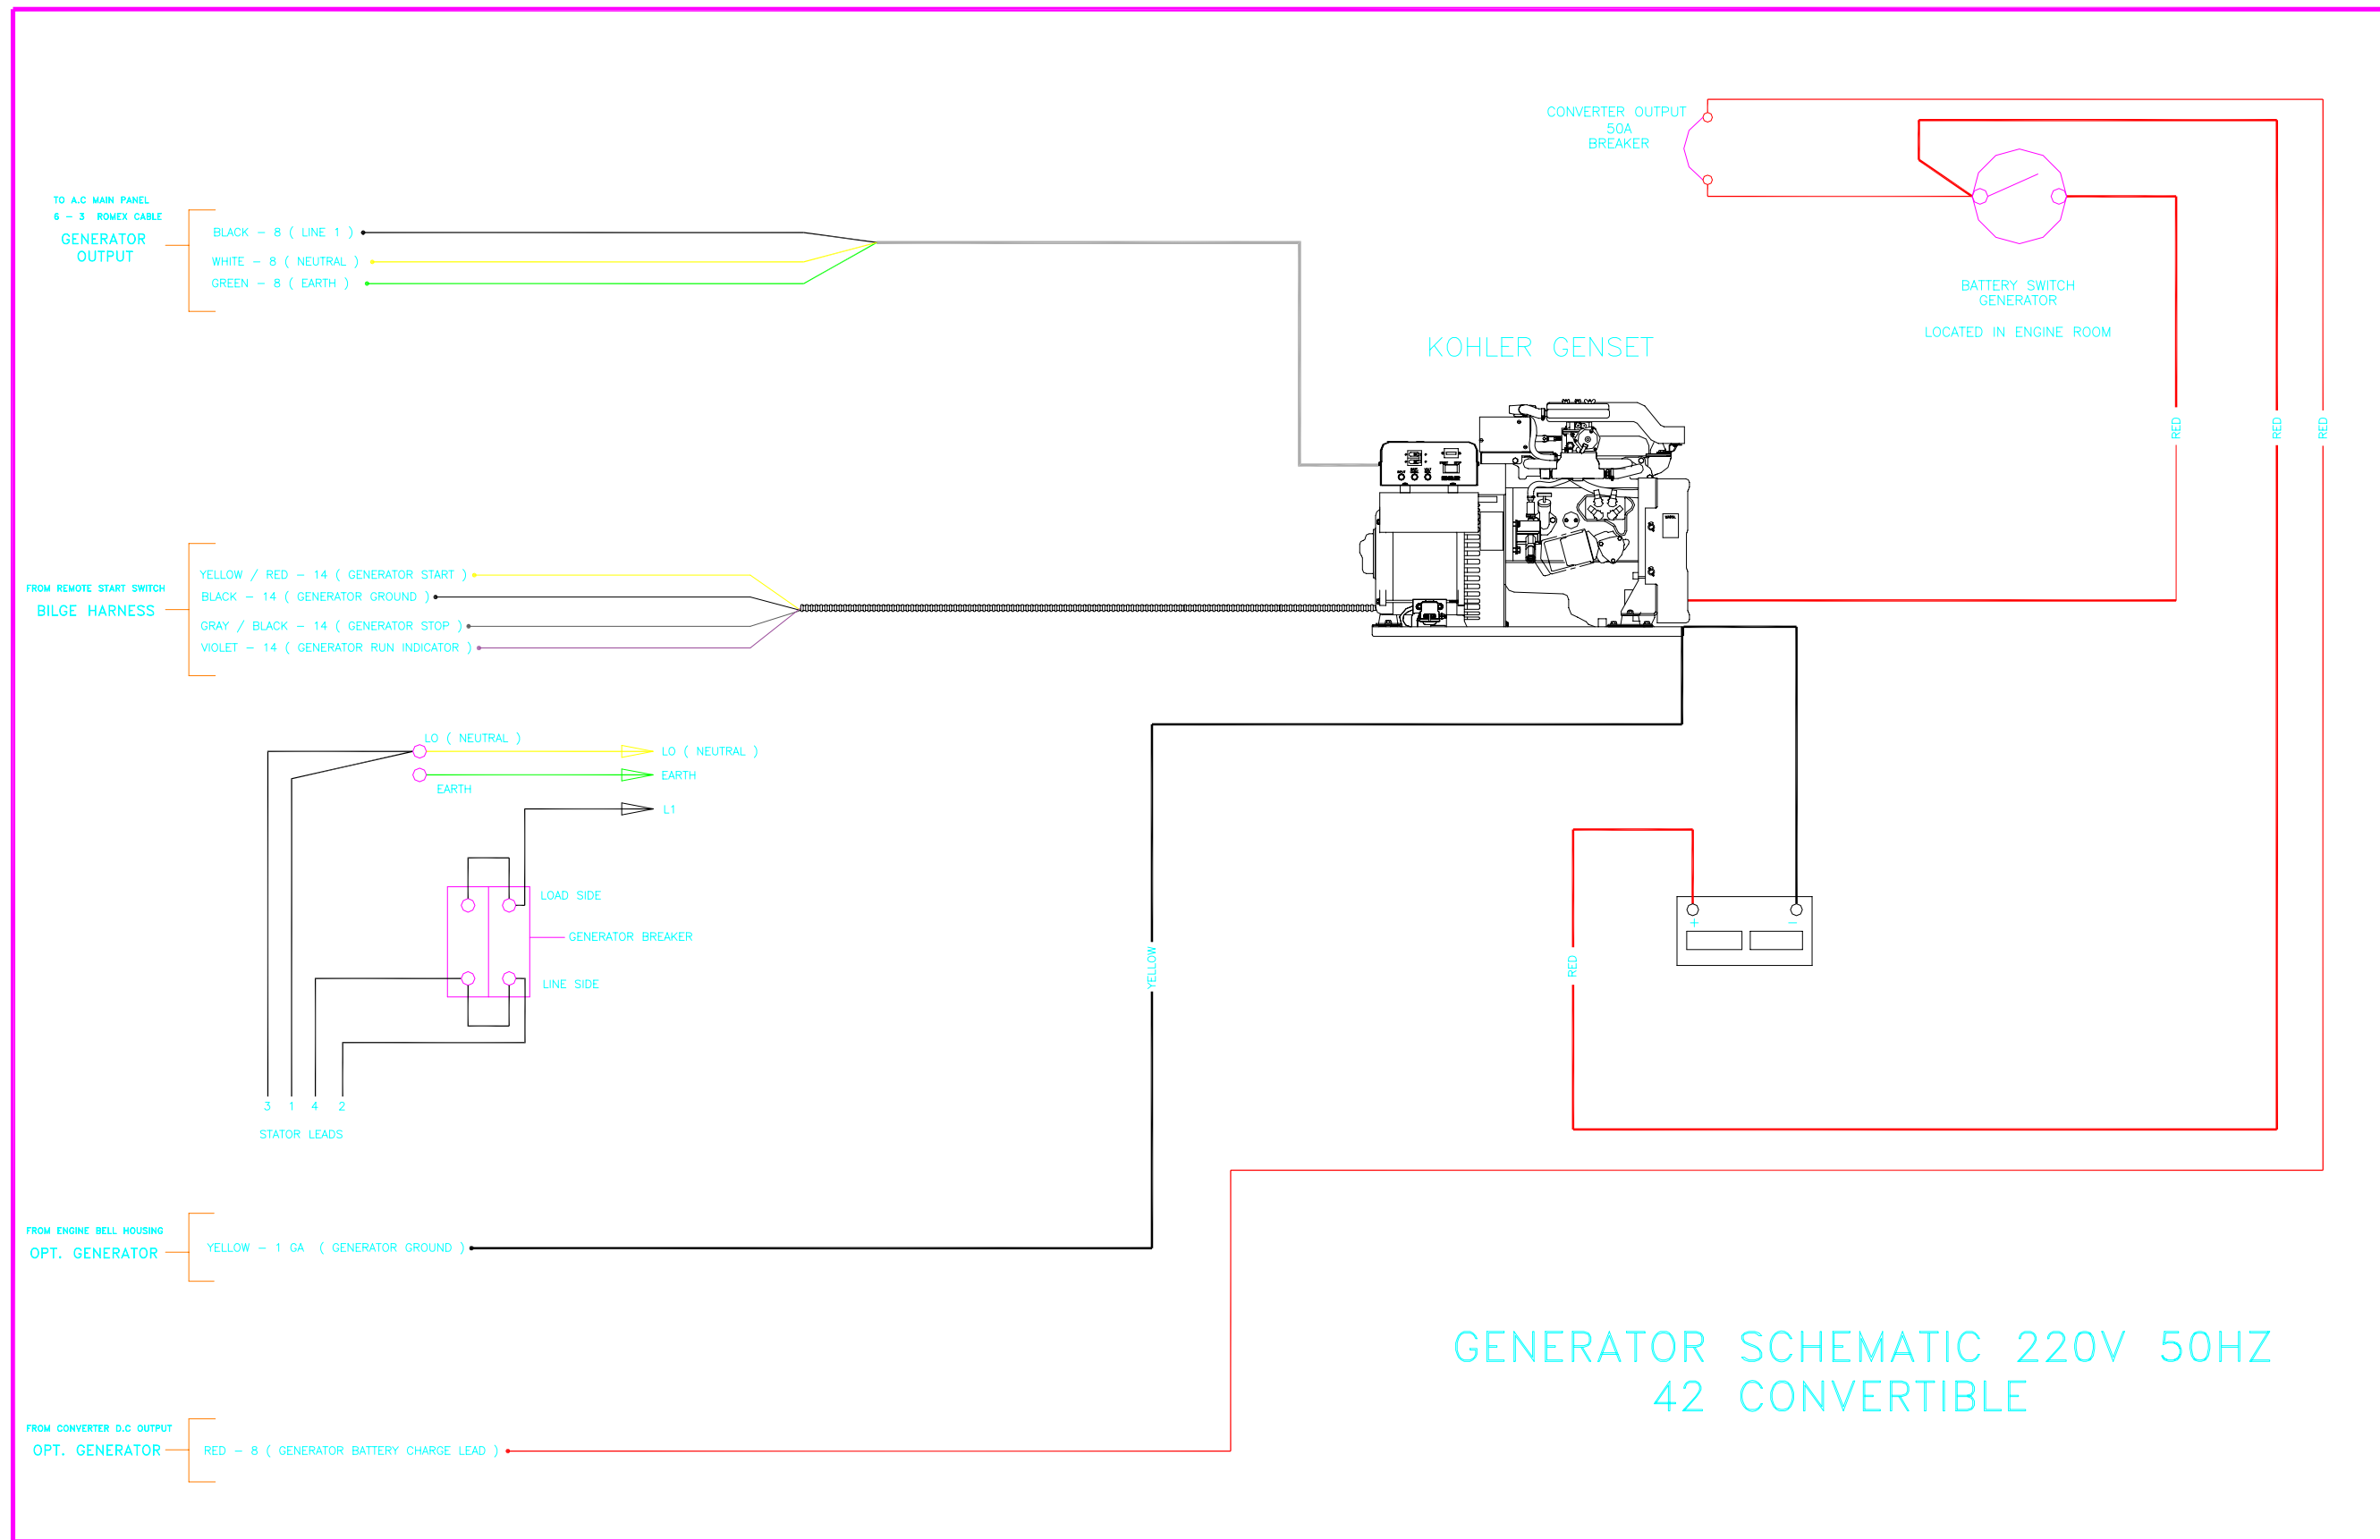 CONVERTER OUTPUT
50A
BREAKER
TO A.C MAIN PANEL
6 - 3 ROMEX CABLE
GENERATOR
OUTPUT
BLACK - 8 ( LINE 1 )
WHITE - 8 ( NEUTRAL )
GREEN - 8 ( EARTH )
BATTERY SWITCH
GENERATOR
LOCATED IN ENGINE ROOM
KOHLER GENSET
RED
RED
RED
FROM REMOTE START SWITCH
BILGE HARNESS
YELLOW / RED - 14 ( GENERATOR START )
BLACK - 14 ( GENERATOR GROUND )
GRAY / BLACK - 14 ( GENERATOR STOP )
VIOLET - 14 ( GENERATOR RUN INDICATOR )
LO ( NEUTRAL )
LO ( NEUTRAL )
EARTH
EARTH
L1
LOAD SIDE
GENERATOR BREAKER
LINE SIDE
+ -
YELLOW
RED
3 1 4 2
STATOR LEADS
FROM ENGINE BELL HOUSING
OPT. GENERATOR
YELLOW - 1 GA ( GENERATOR GROUND )
GENERATOR SCHEMATIC 220V 50HZ
42 CONVERTIBLE
FROM CONVERTER D.C OUTPUT
OPT. GENERATOR
RED - 8 ( GENERATOR BATTERY CHARGE LEAD )